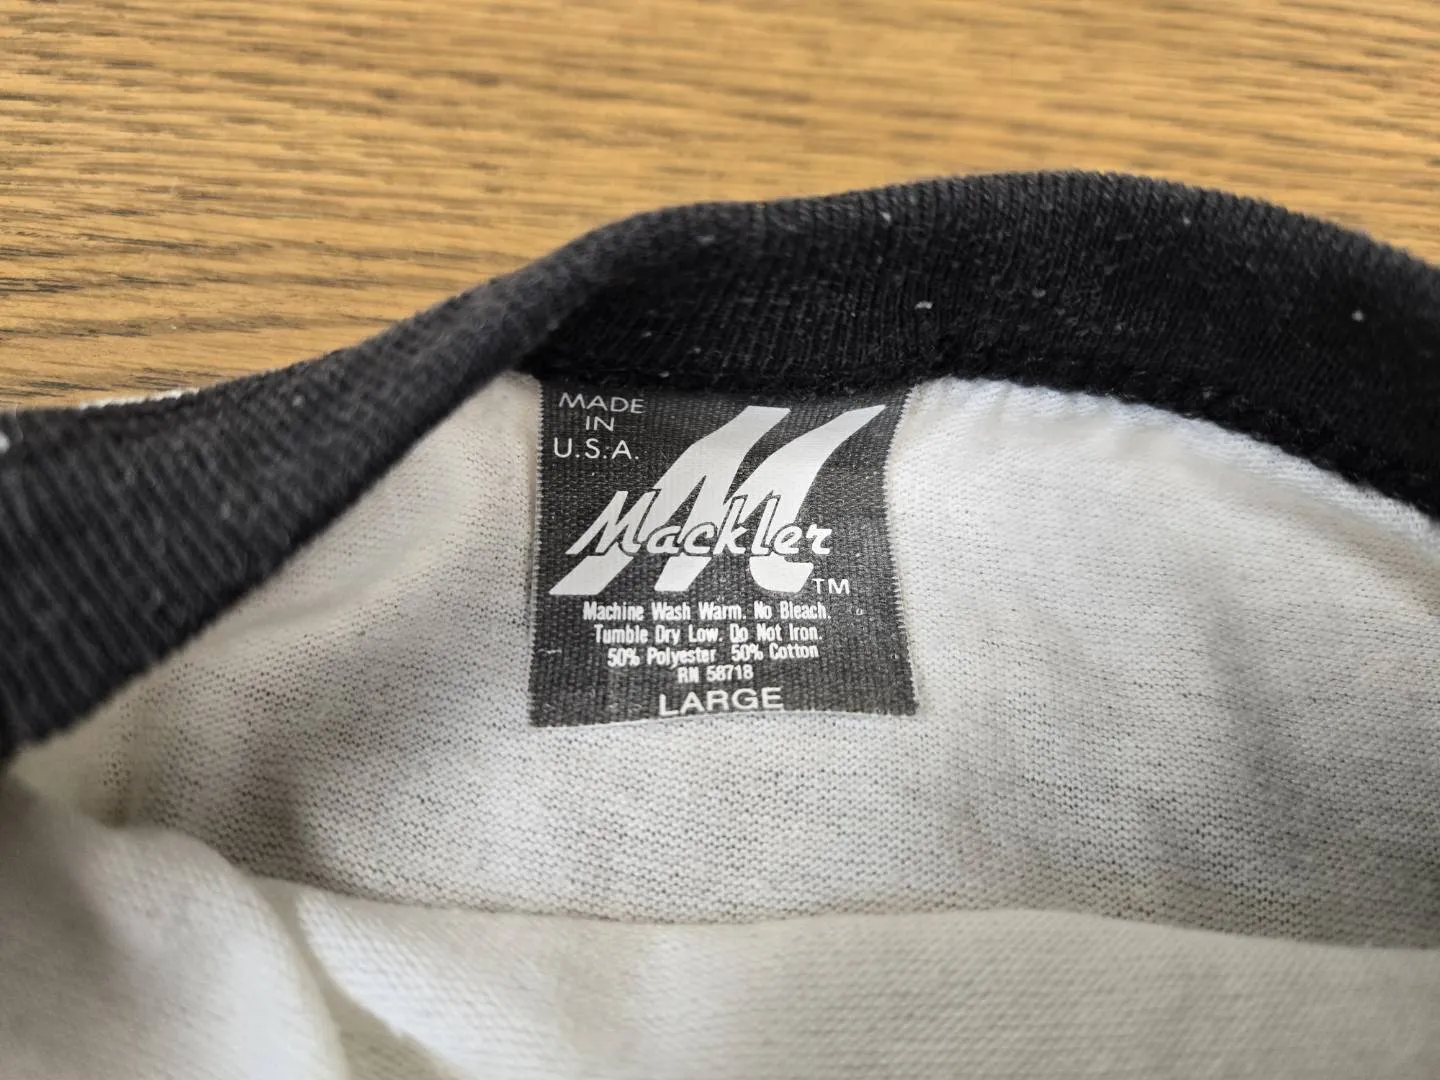 MADE
IN
U.S.A.
M
Mackler
TM
Machine Wash Warm. No Bleach.
Tumble Dry Low. Do Not Iron.
50% Polyester 50% Cotton
RN 58718
LARGE